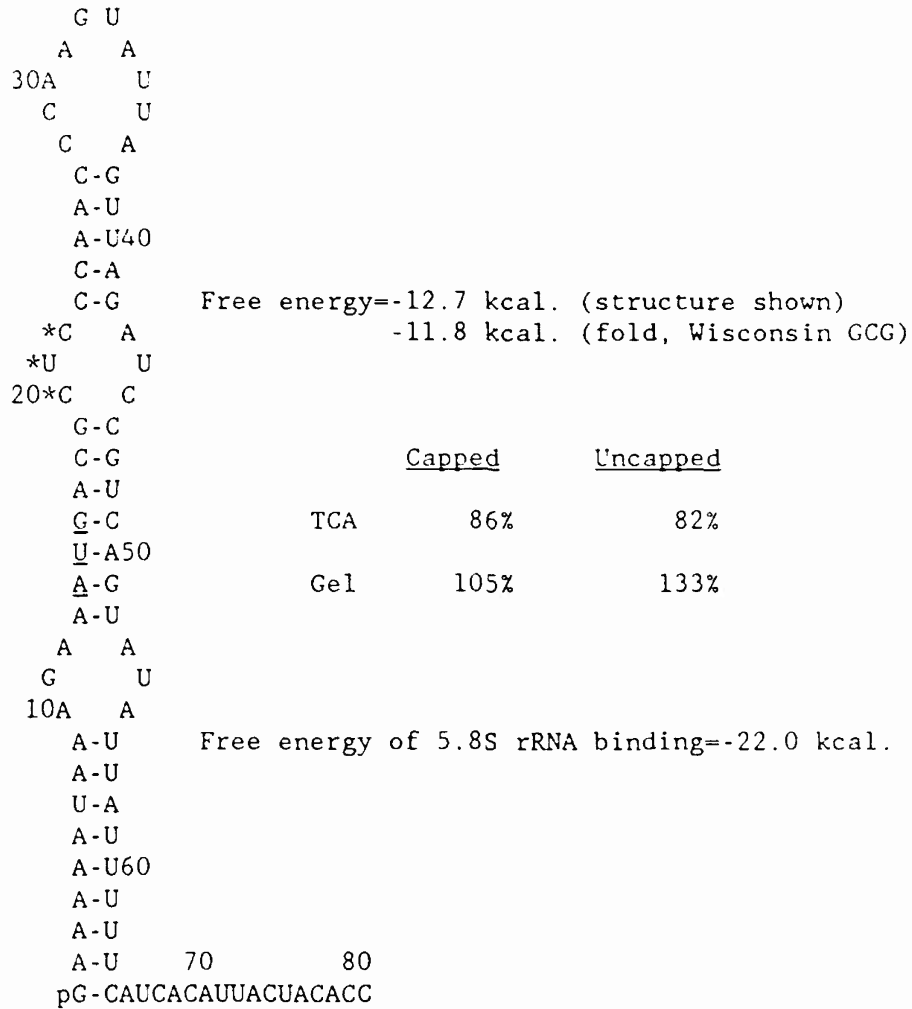 G U
A A
30A U
C U
C A
C-G
A-U
A-U40
C-A
C-G Free energy=-12.7 kcal. (structure shown)
*C A -11.8 kcal. (fold, Wisconsin GCG)
*U U
20*C C
G-C
C-G Capped Uncapped
A-U
G-C TCA 86% 82%
U-A50
A-G Gel 105% 133%
A-U
A A
G U
10A A
A-U Free energy of 5.8S rRNA binding=-22.0 kcal.
A-U
U-A
A-U
A-U60
A-U
A-U
A-U 70 80
pG-CAUCACAUUACUACACC